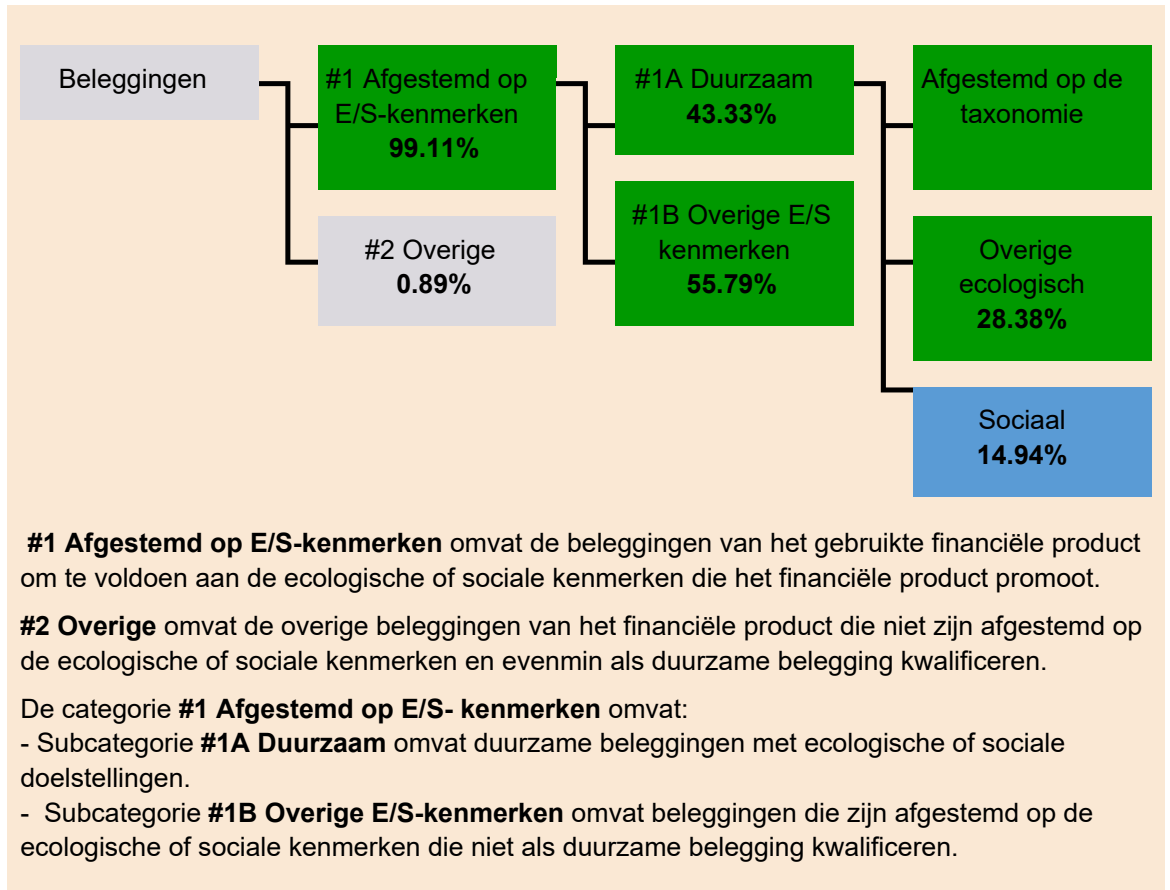 Beleggingen
#1 Afgestemd op
E/S-kenmerken
99.11%
#2 Overige
0.89%
#1A Duurzaam
43.33%
#1B Overige E/S
kenmerken
55.79%
Afgestemd op de
taxonomie
Overige
ecologisch
28.38%
Sociaal
14.94%
#1 Afgestemd op E/S-kenmerken omvat de beleggingen van het gebruikte financiële product
om te voldoen aan de ecologische of sociale kenmerken die het financiële product promoot.
#2 Overige omvat de overige beleggingen van het financiële product die niet zijn afgestemd op
de ecologische of sociale kenmerken en evenmin als duurzame belegging kwalificeren.
De categorie #1 Afgestemd op E/S- kenmerken omvat:
- Subcategorie #1A Duurzaam omvat duurzame beleggingen met ecologische of sociale
doelstellingen.
- Subcategorie #1B Overige E/S-kenmerken omvat beleggingen die zijn afgestemd op de
ecologische of sociale kenmerken die niet als duurzame belegging kwalificeren.